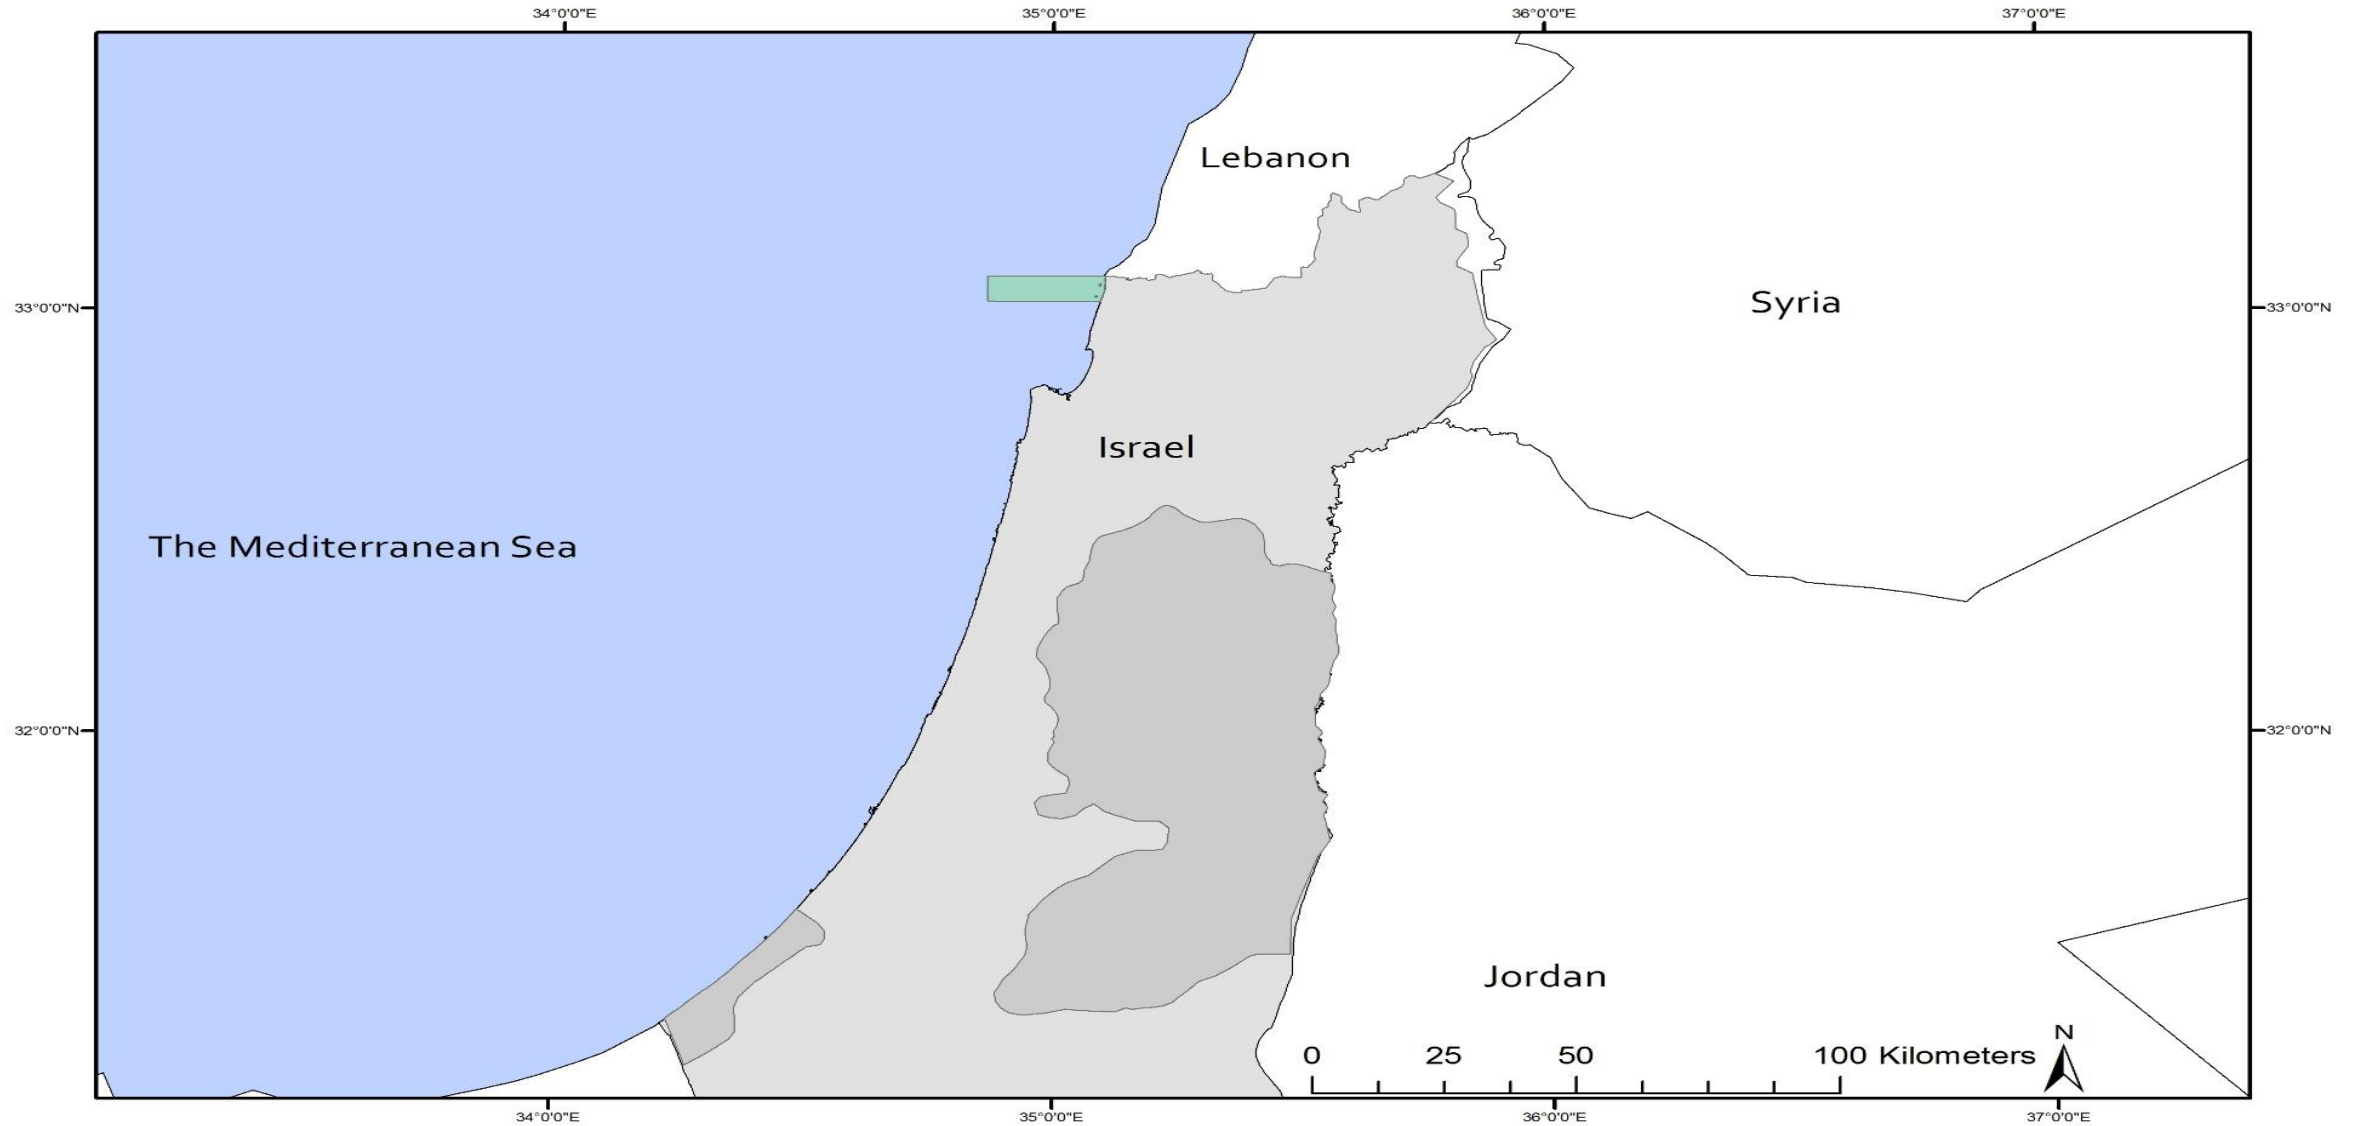 34°0'0"E 35°0'0"E 36°0'0"E 37°0'0"E
Lebanon
33°0'0"N Syria 33°0'0"N
Israel
The Mediterranean Sea
32°0'0"N 32°0'0"N
Jordan
N
0 25 50 100 Kilometers
34°0'0"E 35°0'0"E 36°0'0"E 37°0'0"E